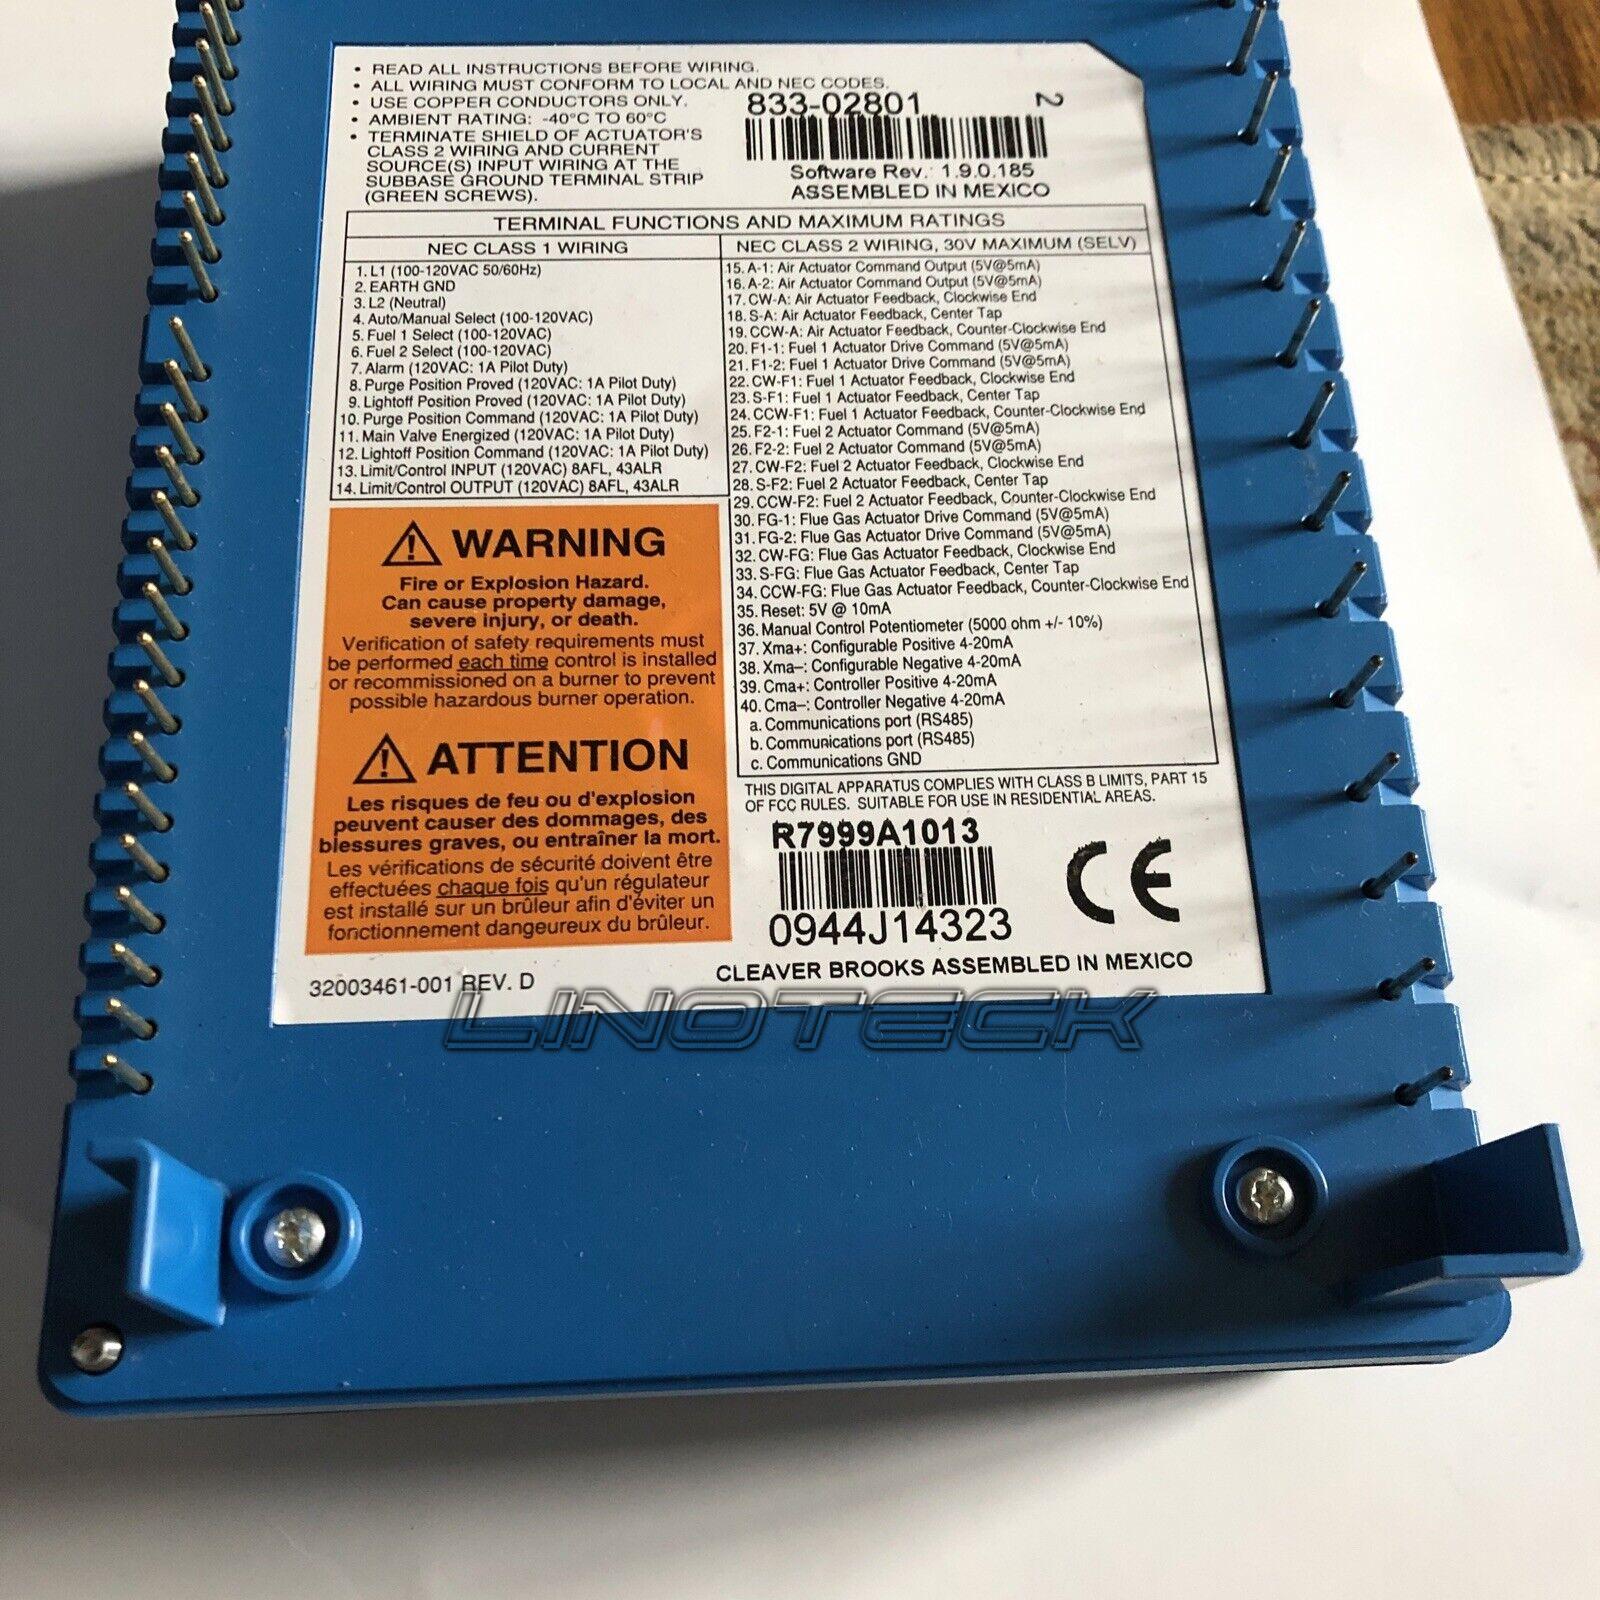 • READ ALL INSTRUCTIONS BEFORE WIRING.
• ALL WIRING MUST CONFORM TO LOCAL AND NEC CODES.
• USE COPPER CONDUCTORS ONLY.
• AMBIENT RATING: -40°C TO 60°C
• TERMINATE SHIELD OF ACTUATOR'S
CLASS 2 WIRING AND CURRENT
SOURCE(S) INPUT WIRING AT THE
SUBBASE GROUND TERMINAL STRIP
(GREEN SCREWS).
833-02801 2
Software Rev.: 1.9.0.185
ASSEMBLED IN MEXICO
TERMINAL FUNCTIONS AND MAXIMUM RATINGS
NEC CLASS 1 WIRING
1. L1 (100-120VAC 50/60Hz)
2. EARTH GND
3. L2 (Neutral)
4. Auto/Manual Select (100-120VAC)
5. Fuel 1 Select (100-120VAC)
6. Fuel 2 Select (100-120VAC)
7. Alarm (120VAC: 1A Pilot Duty)
8. Purge Position Proved (120VAC: 1A Pilot Duty)
9. Lightoff Position Proved (120VAC: 1A Pilot Duty)
10. Purge Position Command (120VAC: 1A Pilot Duty)
11. Main Valve Energized (120VAC: 1A Pilot Duty)
12. Lightoff Position Command (120VAC: 1A Pilot Duty)
13. Limit/Control INPUT (120VAC) 8AFL, 43ALR
14. Limit/Control OUTPUT (120VAC) 8AFL, 43ALR
NEC CLASS 2 WIRING, 30V MAXIMUM (SELV)
15. A-1: Air Actuator Command Output (5V@5mA)
16. A-2: Air Actuator Command Output (5V@5mA)
17. CW-A: Air Actuator Feedback, Clockwise End
18. S-A: Air Actuator Feedback, Center Tap
19. CCW-A: Air Actuator Feedback, Counter-Clockwise End
20. F1-1: Fuel 1 Actuator Drive Command (5V@5mA)
21. F1-2: Fuel 1 Actuator Drive Command (5V@5mA)
22. CW-F1: Fuel 1 Actuator Feedback, Clockwise End
23. S-F1: Fuel 1 Actuator Feedback, Center Tap
24. CCW-F1: Fuel 1 Actuator Feedback, Counter-Clockwise End
25. F2-1: Fuel 2 Actuator Command (5V@5mA)
26. F2-2: Fuel 2 Actuator Command (5V@5mA)
27. CW-F2: Fuel 2 Actuator Feedback, Clockwise End
28. S-F2: Fuel 2 Actuator Feedback, Center Tap
29. CCW-F2: Fuel 2 Actuator Feedback, Counter-Clockwise End
30. FG-1: Flue Gas Actuator Drive Command (5V@5mA)
31. FG-2: Flue Gas Actuator Drive Command (5V@5mA)
32. CW-FG: Flue Gas Actuator Feedback, Clockwise End
33. S-FG: Flue Gas Actuator Feedback, Center Tap
34. CCW-FG: Flue Gas Actuator Feedback, Counter-Clockwise End
35. Reset: 5V @ 10mA
36. Manual Control Potentiometer (5000 ohm +/- 10%)
37. Xma+: Configurable Positive 4-20mA
38. Xma–: Configurable Negative 4-20mA
39. Cma+: Controller Positive 4-20mA
40. Cma–: Controller Negative 4-20mA
a. Communications port (RS485)
b. Communications port (RS485)
c. Communications GND
⚠ WARNING
Fire or Explosion Hazard.
Can cause property damage,
severe injury, or death.
Verification of safety requirements must
be performed each time control is installed
or recommissioned on a burner to prevent
possible hazardous burner operation.
⚠ ATTENTION
Les risques de feu ou d'explosion
peuvent causer des dommages, des
blessures graves, ou entraîner la mort.
Les vérifications de sécurité doivent être
effectuées chaque fois qu'un régulateur
est installé sur un brûleur afin d'éviter un
fonctionnement dangeureux du brûleur.
THIS DIGITAL APPARATUS COMPLIES WITH CLASS B LIMITS, PART 15
OF FCC RULES. SUITABLE FOR USE IN RESIDENTIAL AREAS.
R7999A1013
0944J14323
CE
CLEAVER BROOKS ASSEMBLED IN MEXICO
32003461-001 REV. D
LINOTECK